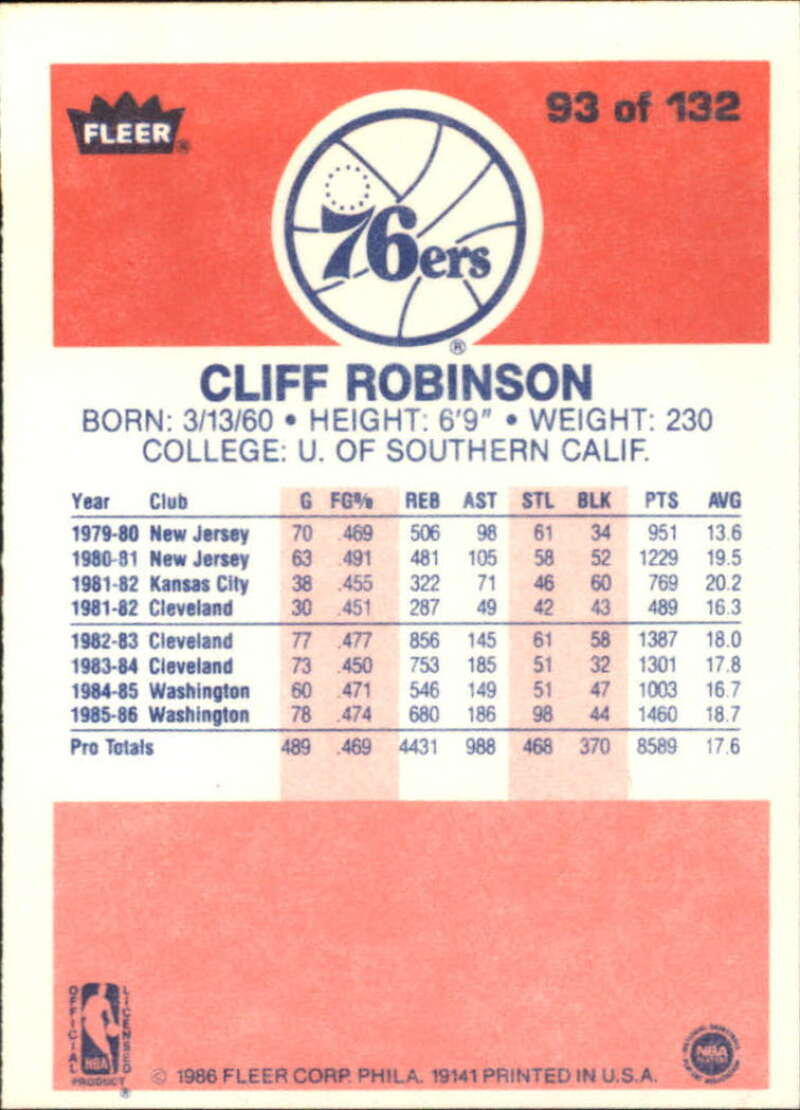 FLEER ®
93 of 132
76ers
®
CLIFF ROBINSON
BORN: 3/13/60 • HEIGHT: 6'9" • WEIGHT: 230
COLLEGE: U. OF SOUTHERN CALIF.
Year Club G FG% REB AST STL BLK PTS AVG
1979-80 New Jersey 70 .469 506 98 61 34 951 13.6
1980-81 New Jersey 63 .491 481 105 58 52 1229 19.5
1981-82 Kansas City 38 .455 322 71 46 60 769 20.2
1981-82 Cleveland 30 .451 287 49 42 43 489 16.3
1982-83 Cleveland 77 .477 856 145 61 58 1387 18.0
1983-84 Cleveland 73 .450 753 185 51 32 1301 17.8
1984-85 Washington 60 .471 546 149 51 47 1003 16.7
1985-86 Washington 78 .474 680 186 98 44 1460 18.7
Pro Totals 489 .469 4431 988 468 370 8589 17.6
OFFICIAL
LICENSED
NBA
PRODUCT
®
© 1986 FLEER CORP. PHILA. 19141 PRINTED IN U.S.A.
NBA